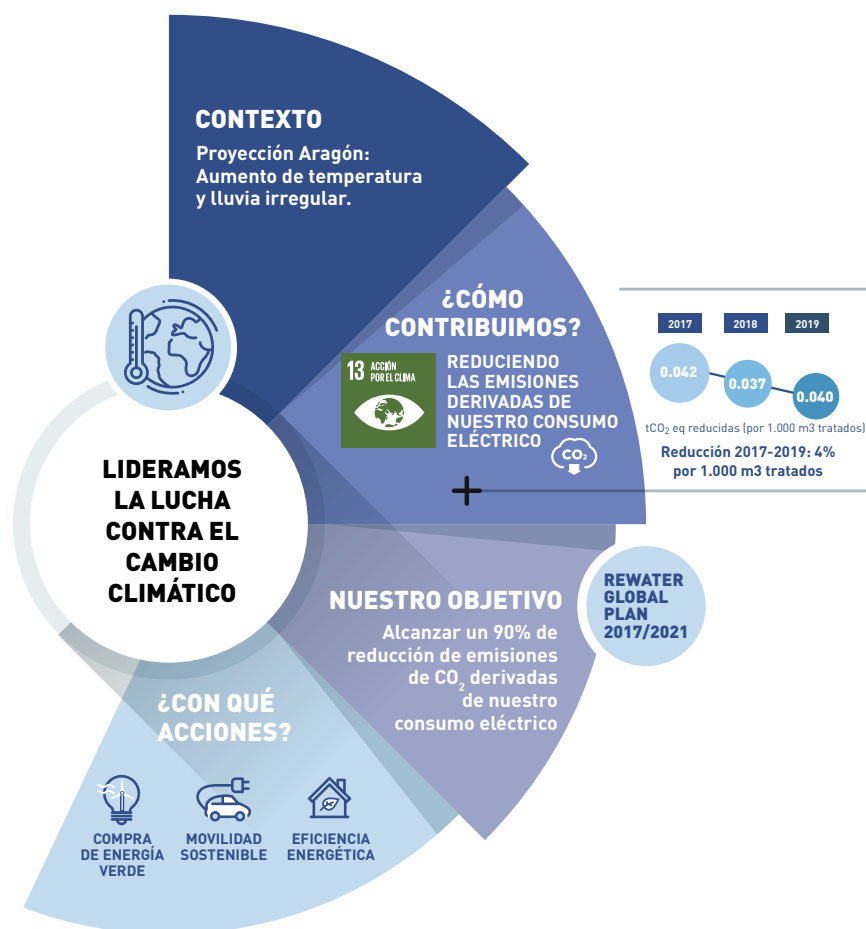 CONTEXTO
Proyección Aragón:
Aumento de temperatura
y lluvia irregular.
¿CÓMO
CONTRIBUIMOS?
13 ACCIÓN
POR EL CLIMA
REDUCIENDO
LAS EMISIONES
DERIVADAS DE
NUESTRO CONSUMO
ELÉCTRICO
CO₂
+
2017 2018 2019
0.042
0.037
0.040
tCO₂ eq reducidas (por 1.000 m3 tratados)
Reducción 2017-2019: 4%
por 1.000 m3 tratados
LIDERAMOS
LA LUCHA
CONTRA EL
CAMBIO
CLIMÁTICO
NUESTRO OBJETIVO
Alcanzar un 90% de
reducción de emisiones
de CO₂ derivadas
de nuestro
consumo eléctrico
REWATER
GLOBAL
PLAN
2017/2021
¿CON QUÉ
ACCIONES?
COMPRA
DE ENERGÍA
VERDE
MOVILIDAD
SOSTENIBLE
EFICIENCIA
ENERGÉTICA